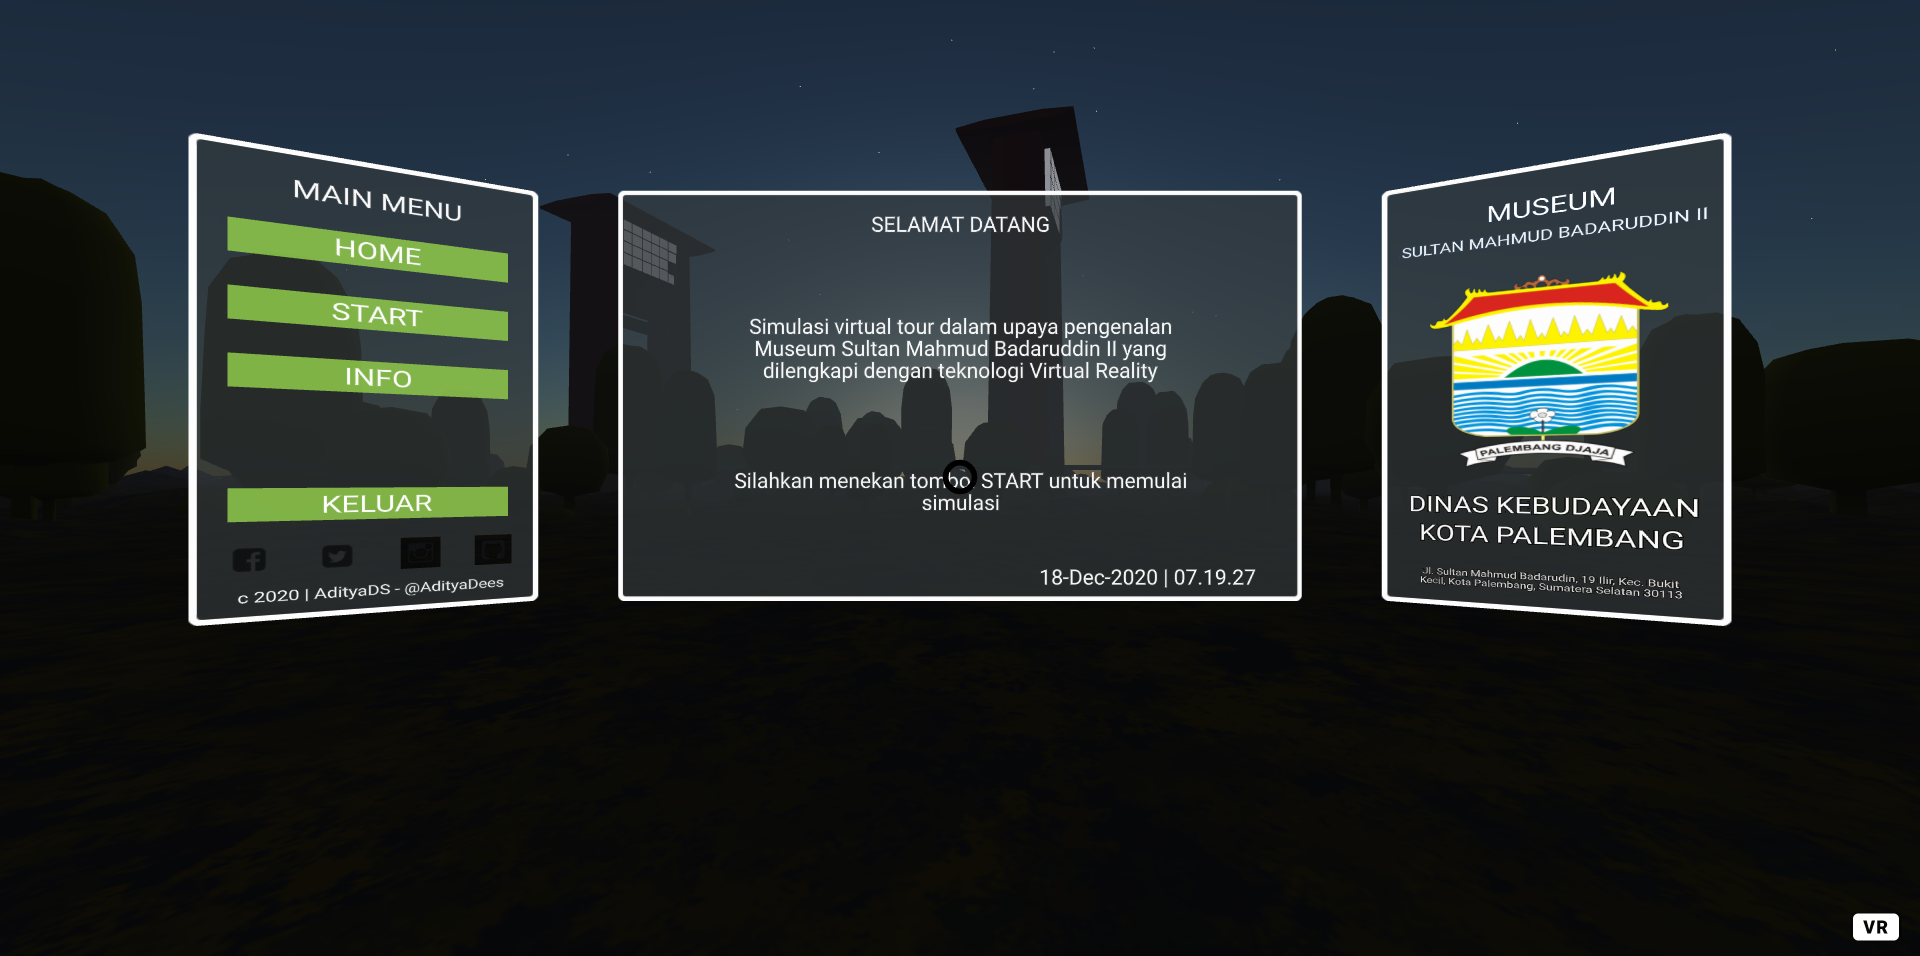 MAIN MENU
HOME
START
INFO
KELUAR
c 2020 | AdityaDS - @AdityaDees
SELAMAT DATANG
Simulasi virtual tour dalam upaya pengenalan
Museum Sultan Mahmud Badaruddin II yang
dilengkapi dengan teknologi Virtual Reality
Silahkan menekan tombol START untuk memulai
simulasi
18-Dec-2020 | 07.19.27
MUSEUM
SULTAN MAHMUD BADARUDDIN II
PALEMBANG DJAJA
DINAS KEBUDAYAAN
KOTA PALEMBANG
Jl. Sultan Mahmud Badarudin, 19 Ilir, Kec. Bukit
Kecil, Kota Palembang, Sumatera Selatan 30113
VR